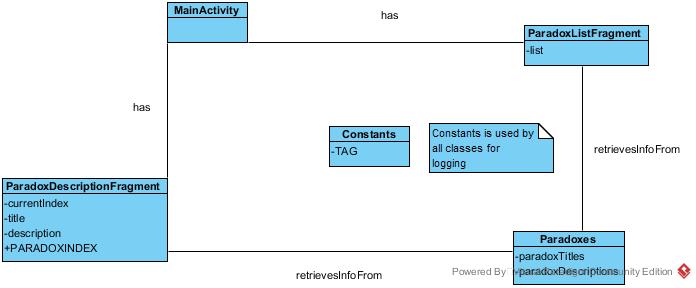 MainActivity
has
ParadoxListFragment
-list
has
Constants
-TAG
Constants is used by
all classes for
logging
retrievesInfoFrom
ParadoxDescriptionFragment
-currentIndex
-title
-description
+PARADOXINDEX
Paradoxes
-paradoxTitles
-paradoxDescriptions
Powered By
Community Edition
retrievesInfoFrom